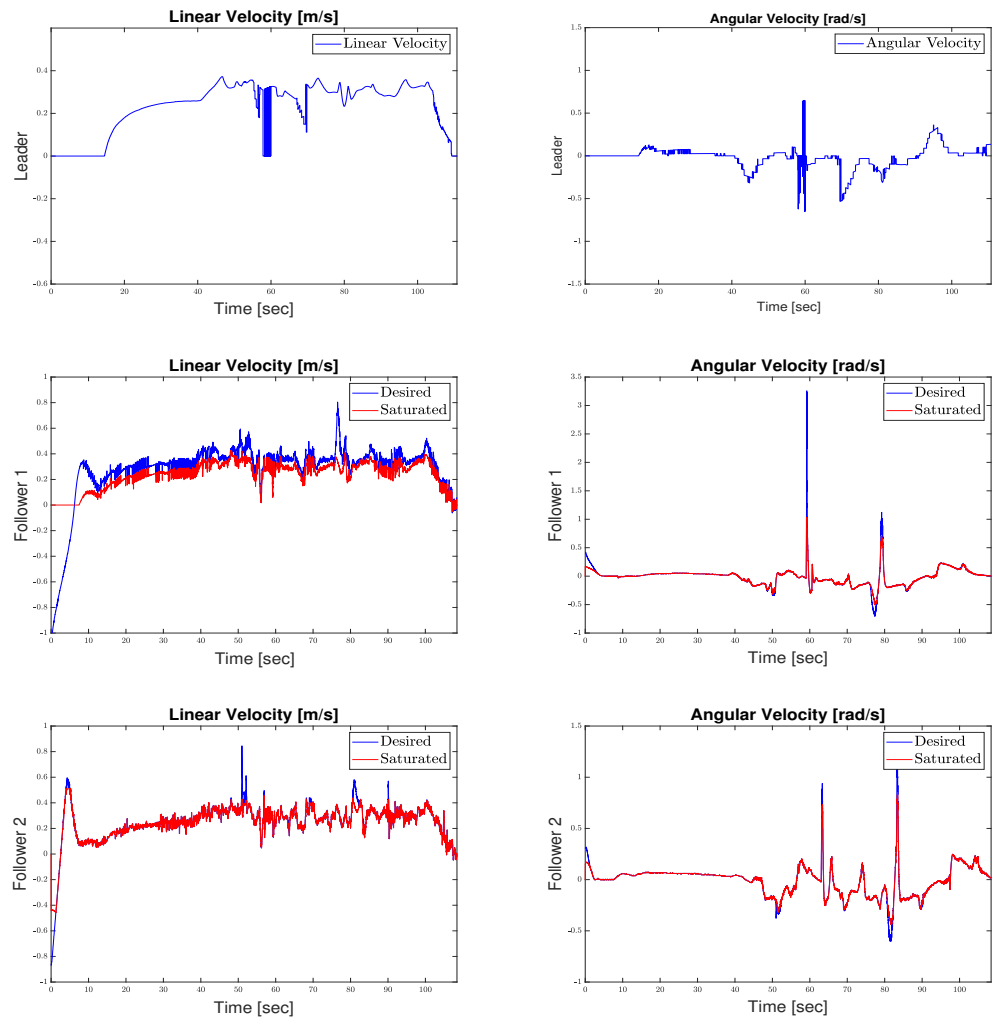 Linear Velocity [m/s]
Linear Velocity
0.4
0.2
0
-0.2
-0.4
-0.6
Leader
0 20 40 60 80 100
Time [sec]
Angular Velocity [rad/s]
Angular Velocity
1.5
1
0.5
0
-0.5
-1
-1.5
Leader
0 20 40 60 80 100
Time [sec]
Linear Velocity [m/s]
Desired
Saturated
1
0.8
0.6
0.4
0.2
0
-0.2
-0.4
-0.6
-0.8
-1
Follower 1
0 10 20 30 40 50 60 70 80 90 100
Time [sec]
Angular Velocity [rad/s]
Desired
Saturated
3.5
3
2.5
2
1.5
1
0.5
0
-0.5
-1
Follower 1
0 10 20 30 40 50 60 70 80 90 100
Time [sec]
Linear Velocity [m/s]
Desired
Saturated
1
0.8
0.6
0.4
0.2
0
-0.2
-0.4
-0.6
-0.8
-1
Follower 2
0 10 20 30 40 50 60 70 80 90 100
Time [sec]
Angular Velocity [rad/s]
Desired
Saturated
1.5
1
0.5
0
-0.5
-1
Follower 2
0 10 20 30 40 50 60 70 80 90 100
Time [sec]